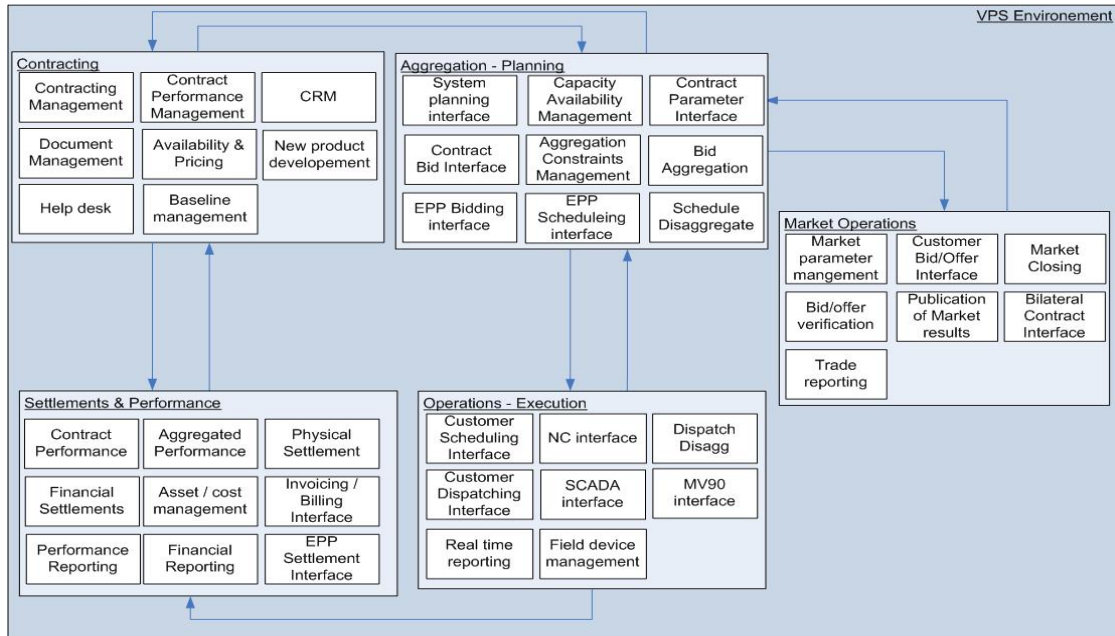 VPS Environement
Contracting
Contracting
Management
Contract
Performance
Management
CRM
Document
Management
Availability &
Pricing
New product
developement
Help desk
Baseline
management
Aggregation - Planning
System
planning
interface
Capacity
Availability
Management
Contract
Parameter
Interface
Contract
Bid Interface
Aggregation
Constraints
Management
Bid
Aggregation
EPP Bidding
interface
EPP
Scheduleing
interface
Schedule
Disaggregate
Market Operations
Market
parameter
mangement
Customer
Bid/Offer
Interface
Market
Closing
Bid/offer
verification
Publication
of Market
results
Bilateral
Contract
Interface
Trade
reporting
Settlements & Performance
Contract
Performance
Aggregated
Performance
Physical
Settlement
Financial
Settlements
Asset / cost
management
Invoicing /
Billing
Interface
Performance
Reporting
Financial
Reporting
EPP
Settlement
Interface
Operations - Execution
Customer
Scheduling
Interface
NC interface
Dispatch
Disagg
Customer
Dispatching
Interface
SCADA
interface
MV90
interface
Real time
reporting
Field device
management